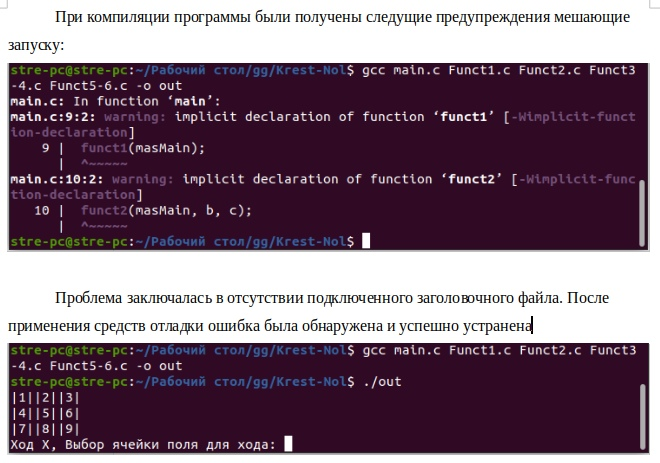 При компиляции программы были получены следущие предупреждения мешающие
запуску:
stre-pc@stre-pc:~/Рабочий стол/gg/Krest-Nol$ gcc main.c Funct1.c Funct2.c Funct3
-4.c Funct5-6.c -o out
main.c: In function ‘main’:
main.c:9:2: warning: implicit declaration of function ‘funct1’ [-Wimplicit-funct
ion-declaration]
    9 |  funct1(masMain);
      |  ^~~~~~
main.c:10:2: warning: implicit declaration of function ‘funct2’ [-Wimplicit-func
tion-declaration]
   10 |  funct2(masMain, b, c);
      |  ^~~~~~
stre-pc@stre-pc:~/Рабочий стол/gg/Krest-Nol$
Проблема заключалась в отсутствии подключенного заголовочного файла. После
применения средств отладки ошибка была обнаружена и успешно устранена
stre-pc@stre-pc:~/Рабочий стол/gg/Krest-Nol$ gcc main.c Funct1.c Funct2.c Funct3
-4.c Funct5-6.c -o out
stre-pc@stre-pc:~/Рабочий стол/gg/Krest-Nol$ ./out
|1||2||3|
|4||5||6|
|7||8||9|
Ход X, Выбор ячейки поля для хода: